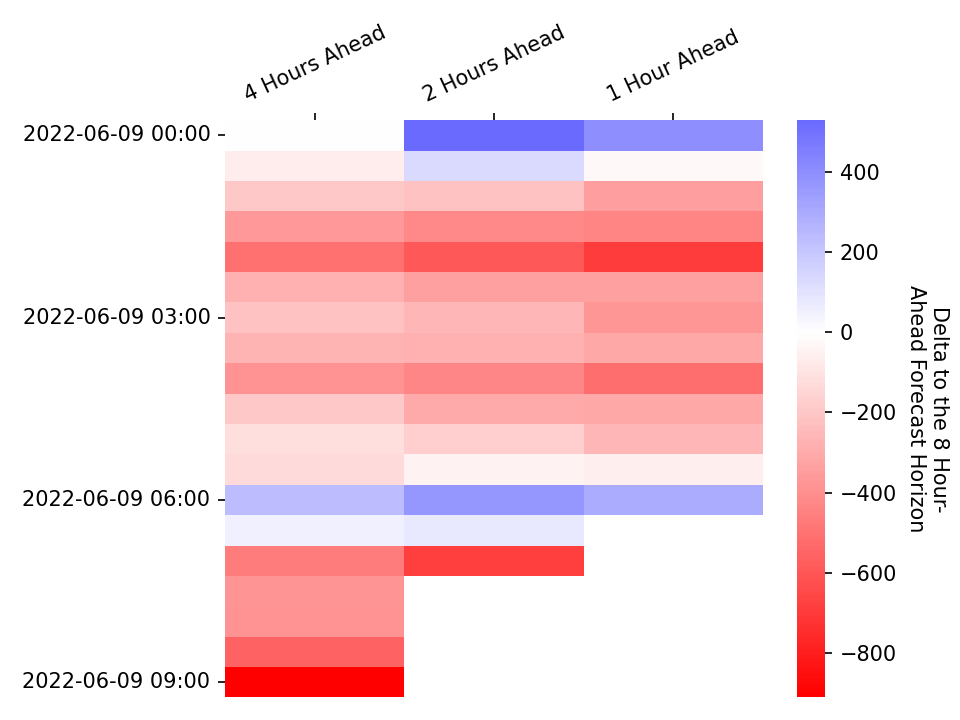 4 Hours Ahead
2 Hours Ahead
1 Hour Ahead
2022-06-09 00:00
2022-06-09 03:00
2022-06-09 06:00
2022-06-09 09:00
400
200
0
−200
−400
−600
−800
Delta to the 8 Hour-
Ahead Forecast Horizon